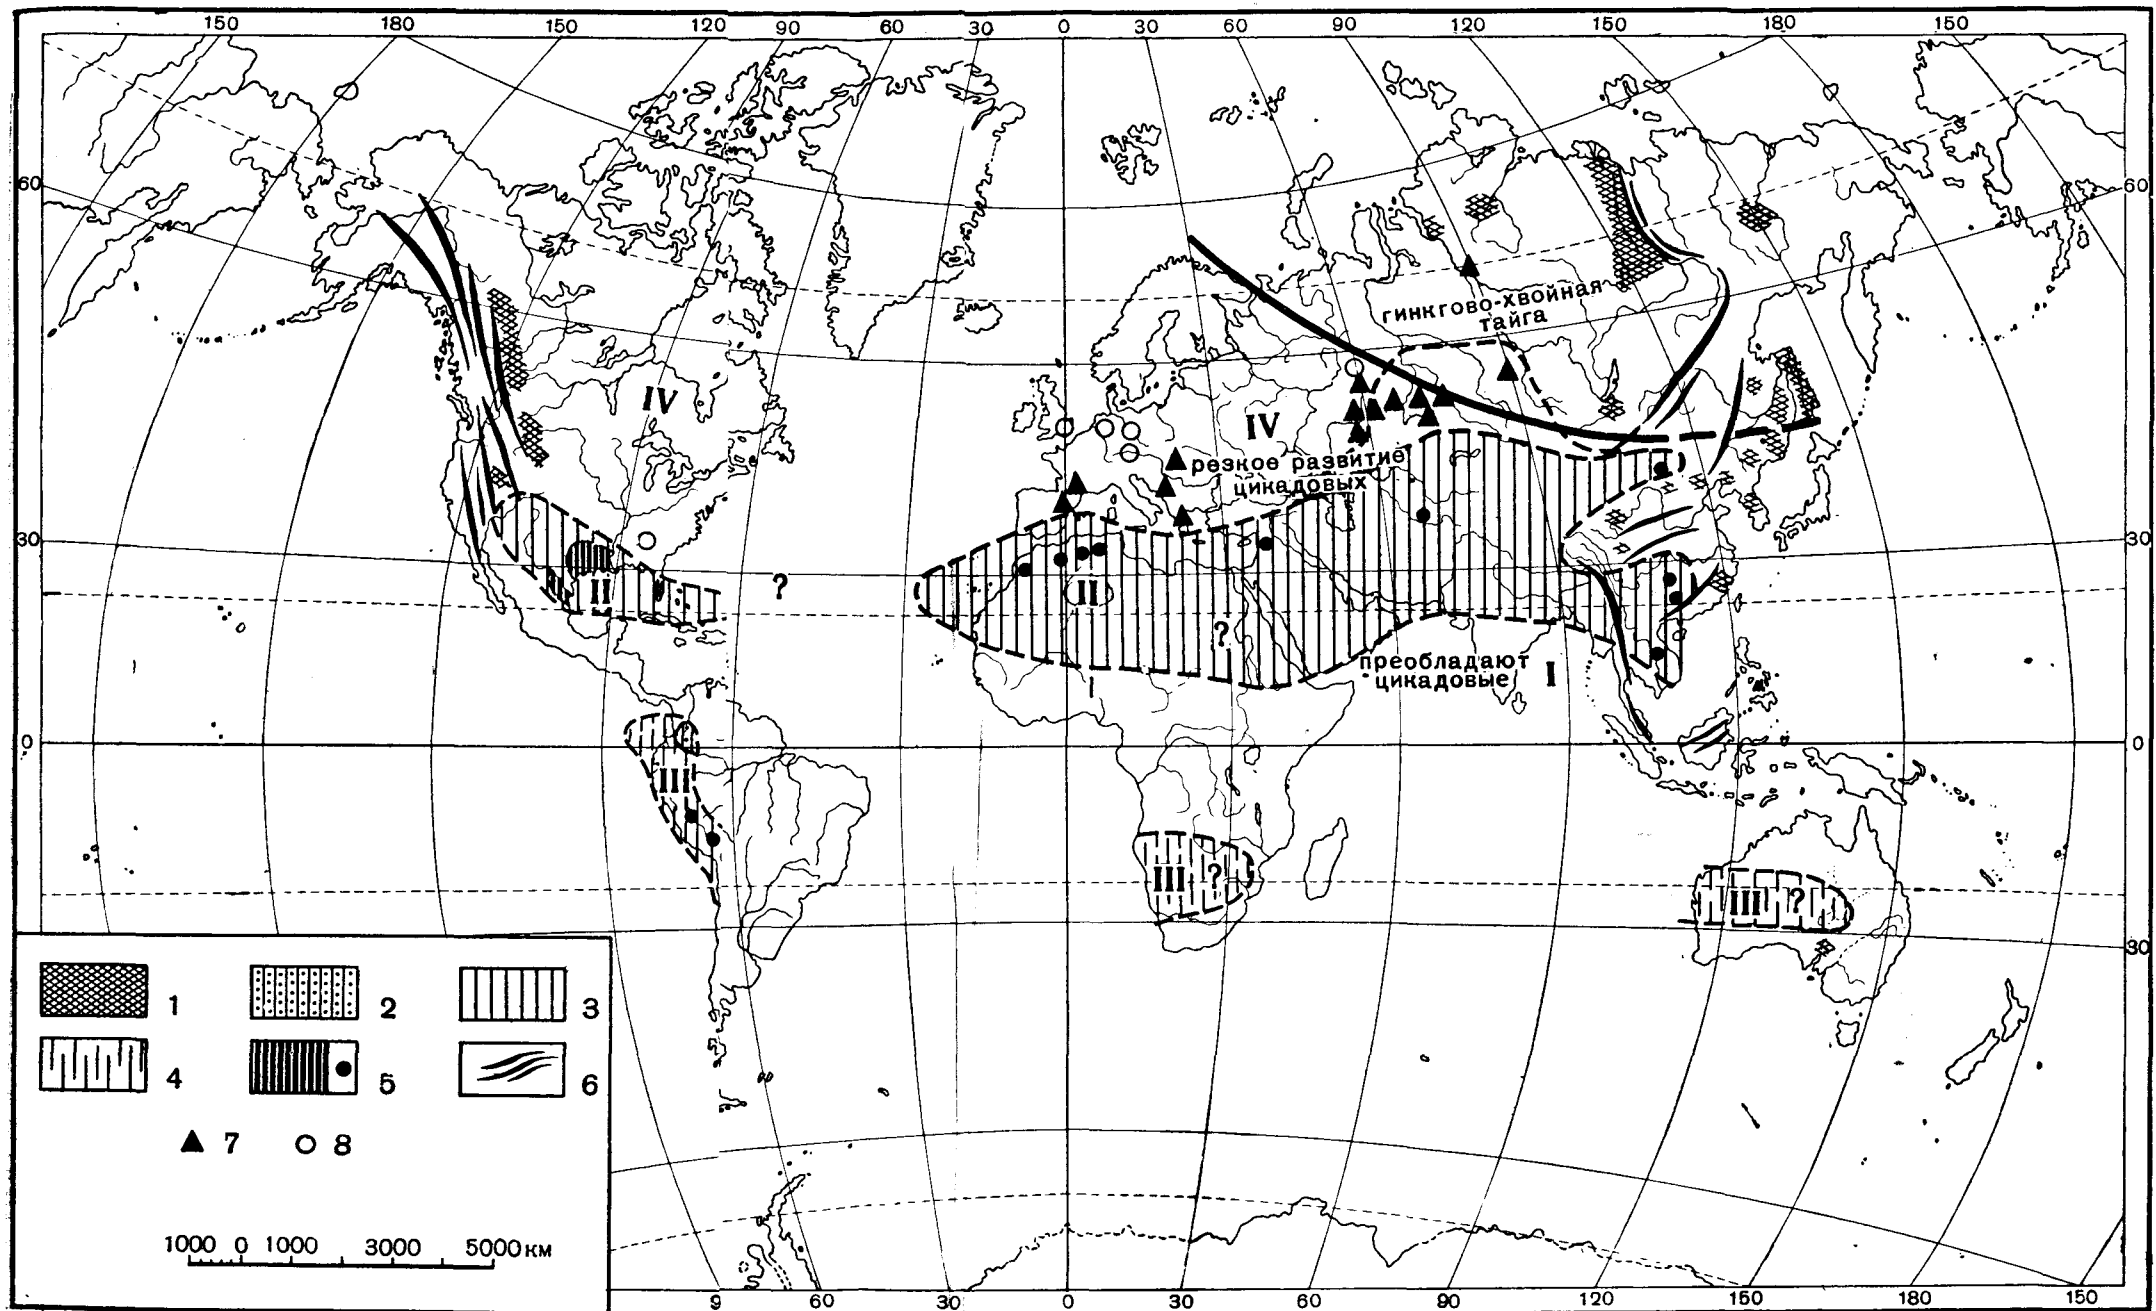 150 180 150 120 90 60 30 0 30 60 90 120 150 180 150
60 60
гинкгово-хвойная
тайга
IV IV
резкое развитие
цикадовых
30 30
II ? II
?
преобладают
цикадовые I
0 0
III
III ? III ?
30
1 2 3
4 5 6
7 8
1000 0 1000 3000 5000 км
9 60 30 0 30 60 90 120 150 180 150